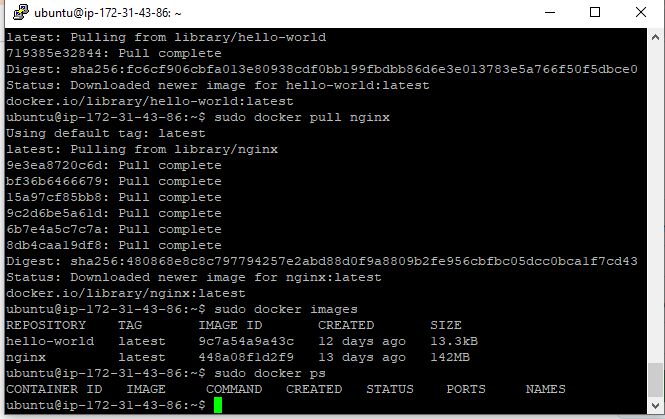 ubuntu@ip-172-31-43-86: ~
latest: Pulling from library/hello-world
719385e32844: Pull complete
Digest: sha256:fc6cf906cbfa013e80938cdf0bb199fbdbb86d6e3e013783e5a766f50f5dbce0
Status: Downloaded newer image for hello-world:latest
docker.io/library/hello-world:latest
ubuntu@ip-172-31-43-86:~$ sudo docker pull nginx
Using default tag: latest
latest: Pulling from library/nginx
9e3ea8720c6d: Pull complete
bf36b6466679: Pull complete
15a97cf85bb8: Pull complete
9c2d6be5a61d: Pull complete
6b7e4a5c7c7a: Pull complete
8db4caa19df8: Pull complete
Digest: sha256:480868e8c8c797794257e2abd88d0f9a8809b2fe956cbfbc05dcc0bca1f7cd43
Status: Downloaded newer image for nginx:latest
docker.io/library/nginx:latest
ubuntu@ip-172-31-43-86:~$ sudo docker images
REPOSITORY    TAG       IMAGE ID       CREATED       SIZE
hello-world   latest    9c7a54a9a43c   12 days ago   13.3kB
nginx         latest    448a08f1d2f9   13 days ago   142MB
ubuntu@ip-172-31-43-86:~$ sudo docker ps
CONTAINER ID   IMAGE     COMMAND   CREATED   STATUS    PORTS     NAMES
ubuntu@ip-172-31-43-86:~$